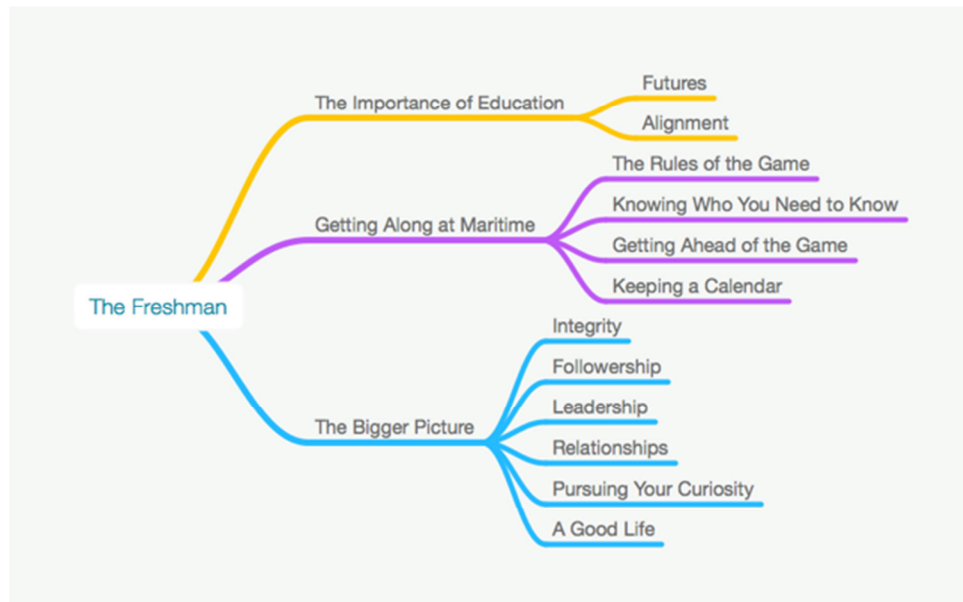 The Freshman
The Importance of Education
Futures
Alignment
Getting Along at Maritime
The Rules of the Game
Knowing Who You Need to Know
Getting Ahead of the Game
Keeping a Calendar
The Bigger Picture
Integrity
Followership
Leadership
Relationships
Pursuing Your Curiosity
A Good Life